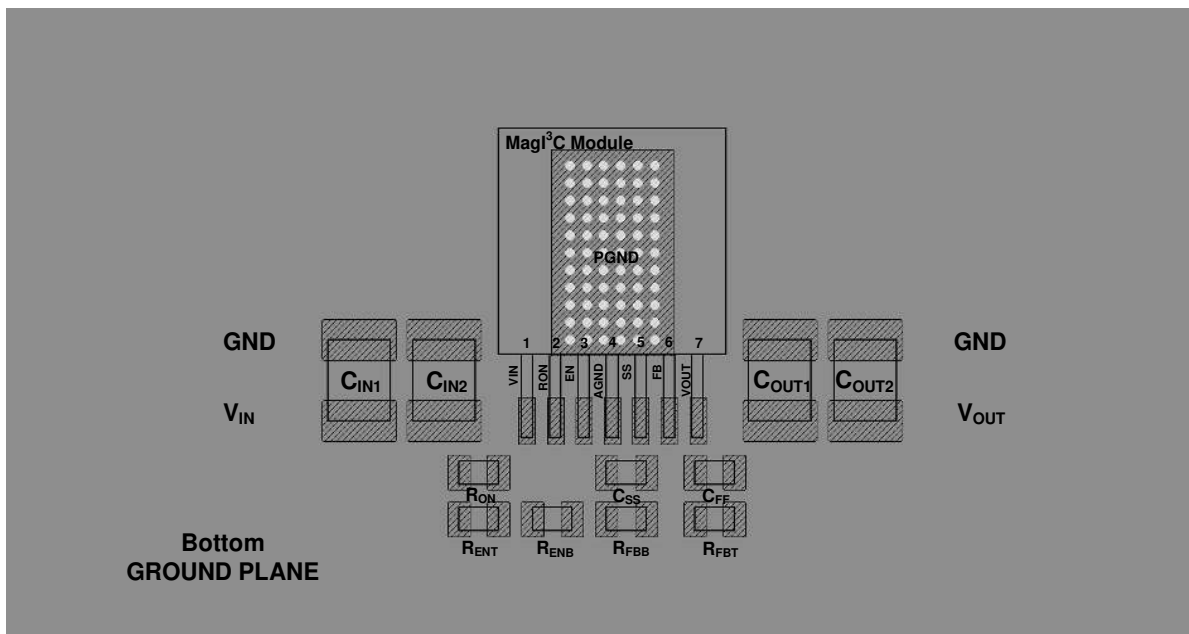 MagI³C Module
PGND
1 2 3 4 5 6 7
VIN RON EN AGND SS FB VOUT
GND GND
CIN1 CIN2 COUT1 COUT2
VIN VOUT
RON CSS CFF
RENT RENB RFBB RFBT
Bottom
GROUND PLANE